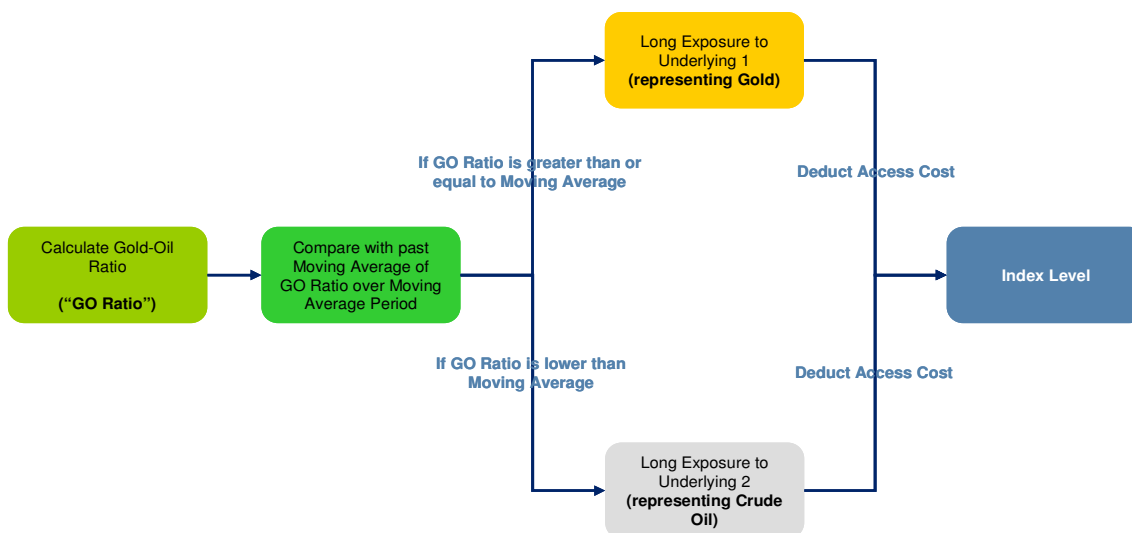 Long Exposure to
Underlying 1
(representing Gold)
If GO Ratio is greater than or
equal to Moving Average
Deduct Access Cost
Calculate Gold-Oil
Ratio
(“GO Ratio”)
Compare with past
Moving Average of
GO Ratio over Moving
Average Period
Index Level
If GO Ratio is lower than
Moving Average
Deduct Access Cost
Long Exposure to
Underlying 2
(representing Crude
Oil)